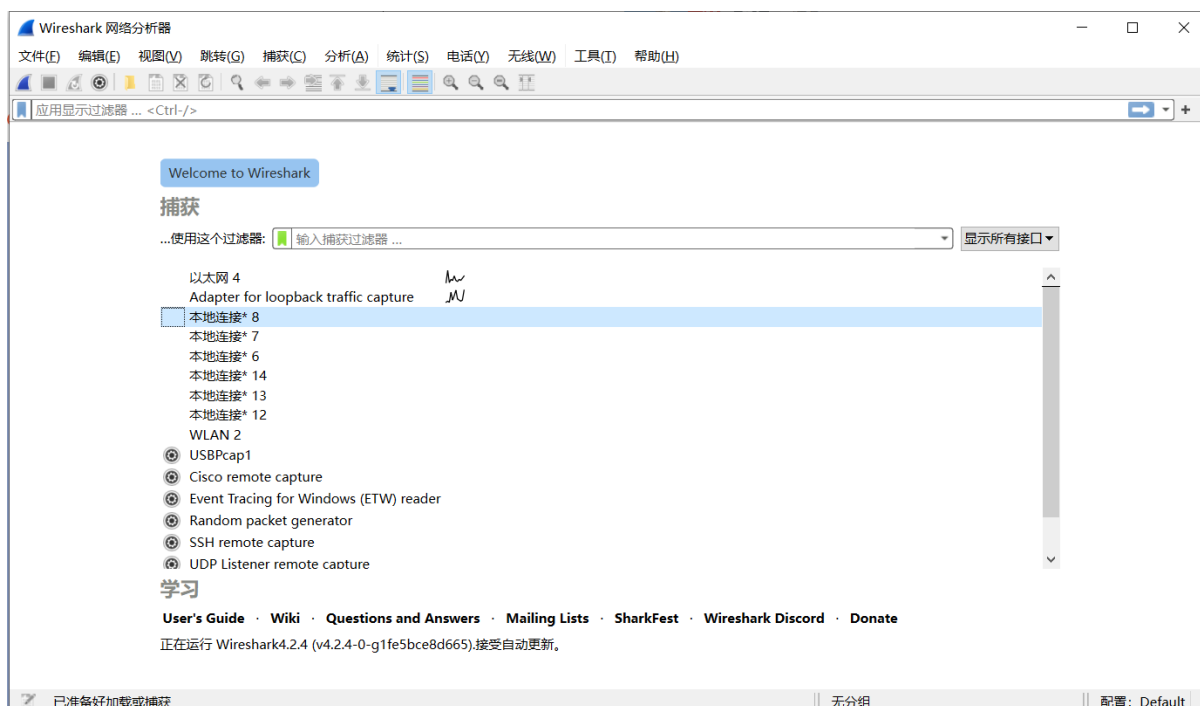 Wireshark 网络分析器
文件(F) 编辑(E) 视图(V) 跳转(G) 捕获(C) 分析(A) 统计(S) 电话(Y) 无线(W) 工具(T) 帮助(H)
应用显示过滤器 … <Ctrl-/>
Welcome to Wireshark
捕获
…使用这个过滤器: 输入捕获过滤器 … 显示所有接口
以太网 4
Adapter for loopback traffic capture
本地连接* 8
本地连接* 7
本地连接* 6
本地连接* 14
本地连接* 13
本地连接* 12
WLAN 2
USBPcap1
Cisco remote capture
Event Tracing for Windows (ETW) reader
Random packet generator
SSH remote capture
UDP Listener remote capture
学习
User's Guide · Wiki · Questions and Answers · Mailing Lists · SharkFest · Wireshark Discord · Donate
正在运行 Wireshark4.2.4 (v4.2.4-0-g1fe5bce8d665).接受自动更新。
已准备好加载或捕获 无分组 配置: Default